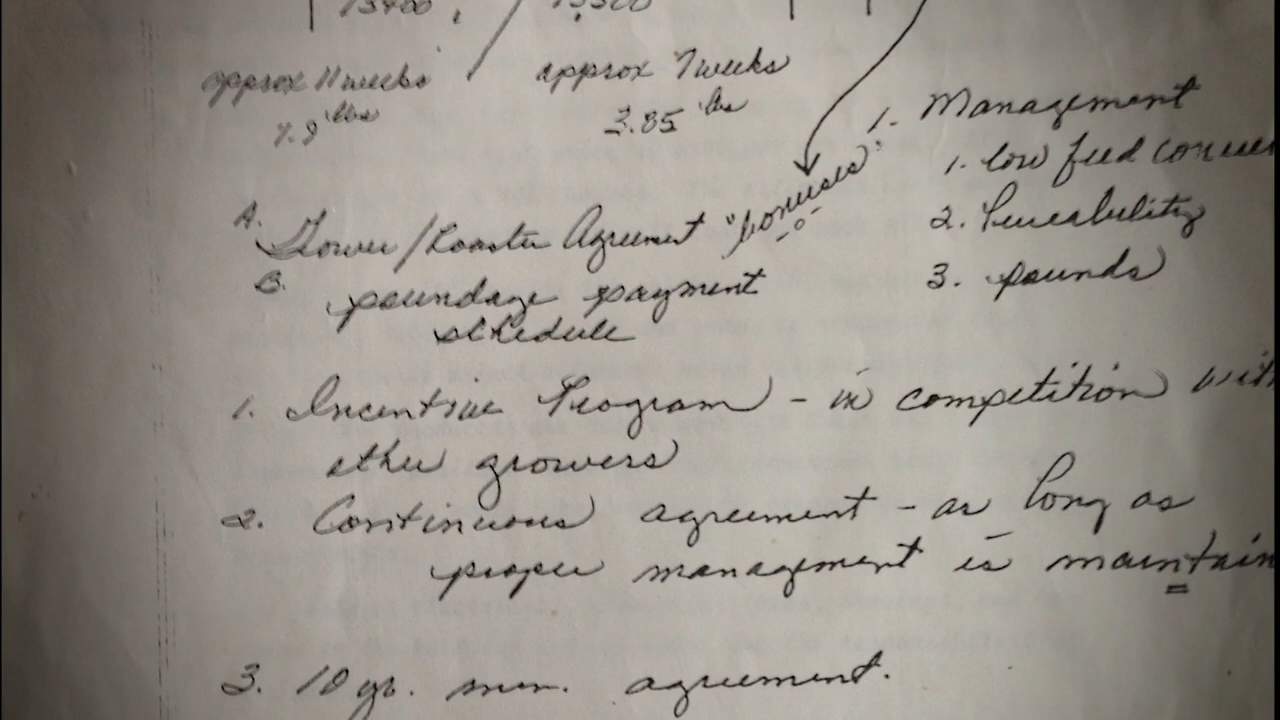 approx 11 weeks / approx 7 weeks
7.9 lbs 3.85 lbs
1. Management
1. low feed
A. Grower/Roaster Agreement "bonuses"
2. Liveability
B. poundage payment
3. pounds
schedule
1. Incentive Program - in competition with
other growers
2. Continuous agreement - as long as
proper management is maintain
3. 10 yr. min. agreement.